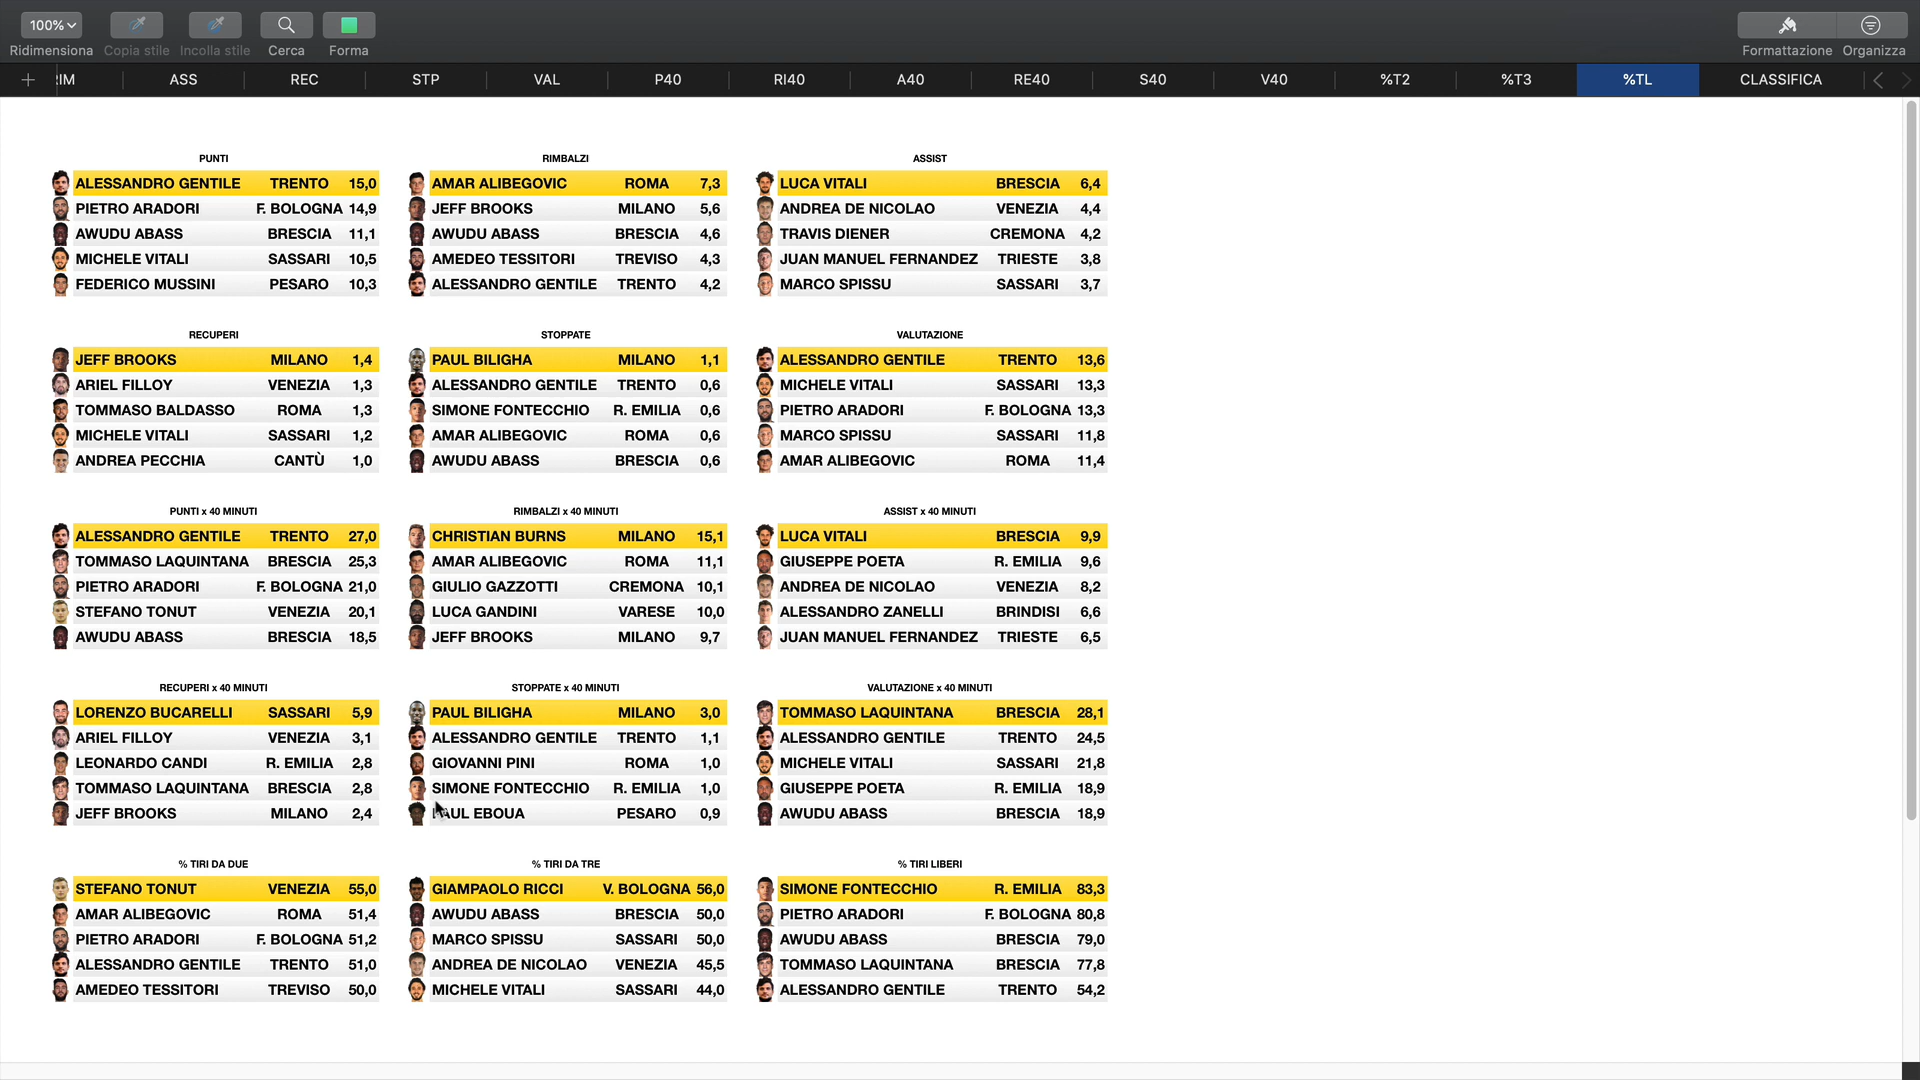 100%
Ridimensiona
Copia stile
Incolla stile
Cerca
Forma
Formattazione
Organizza
IM ASS REC STP VAL P40 RI40 A40 RE40 S40 V40 %T2 %T3 %TL CLASSIFICA
PUNTI
ALESSANDRO GENTILE TRENTO 15,0
PIETRO ARADORI F. BOLOGNA 14,9
AWUDU ABASS BRESCIA 11,1
MICHELE VITALI SASSARI 10,5
FEDERICO MUSSINI PESARO 10,3
RIMBALZI
AMAR ALIBEGOVIC ROMA 7,3
JEFF BROOKS MILANO 5,6
AWUDU ABASS BRESCIA 4,6
AMEDEO TESSITORI TREVISO 4,3
ALESSANDRO GENTILE TRENTO 4,2
ASSIST
LUCA VITALI BRESCIA 6,4
ANDREA DE NICOLAO VENEZIA 4,4
TRAVIS DIENER CREMONA 4,2
JUAN MANUEL FERNANDEZ TRIESTE 3,8
MARCO SPISSU SASSARI 3,7
RECUPERI
JEFF BROOKS MILANO 1,4
ARIEL FILLOY VENEZIA 1,3
TOMMASO BALDASSO ROMA 1,3
MICHELE VITALI SASSARI 1,2
ANDREA PECCHIA CANTÙ 1,0
STOPPATE
PAUL BILIGHA MILANO 1,1
ALESSANDRO GENTILE TRENTO 0,6
SIMONE FONTECCHIO R. EMILIA 0,6
AMAR ALIBEGOVIC ROMA 0,6
AWUDU ABASS BRESCIA 0,6
VALUTAZIONE
ALESSANDRO GENTILE TRENTO 13,6
MICHELE VITALI SASSARI 13,3
PIETRO ARADORI F. BOLOGNA 13,3
MARCO SPISSU SASSARI 11,8
AMAR ALIBEGOVIC ROMA 11,4
PUNTI x 40 MINUTI
ALESSANDRO GENTILE TRENTO 27,0
TOMMASO LAQUINTANA BRESCIA 25,3
PIETRO ARADORI F. BOLOGNA 21,0
STEFANO TONUT VENEZIA 20,1
AWUDU ABASS BRESCIA 18,5
RIMBALZI x 40 MINUTI
CHRISTIAN BURNS MILANO 15,1
AMAR ALIBEGOVIC ROMA 11,1
GIULIO GAZZOTTI CREMONA 10,1
LUCA GANDINI VARESE 10,0
JEFF BROOKS MILANO 9,7
ASSIST x 40 MINUTI
LUCA VITALI BRESCIA 9,9
GIUSEPPE POETA R. EMILIA 9,6
ANDREA DE NICOLAO VENEZIA 8,2
ALESSANDRO ZANELLI BRINDISI 6,6
JUAN MANUEL FERNANDEZ TRIESTE 6,5
RECUPERI x 40 MINUTI
LORENZO BUCARELLI SASSARI 5,9
ARIEL FILLOY VENEZIA 3,1
LEONARDO CANDI R. EMILIA 2,8
TOMMASO LAQUINTANA BRESCIA 2,8
JEFF BROOKS MILANO 2,4
STOPPATE x 40 MINUTI
PAUL BILIGHA MILANO 3,0
ALESSANDRO GENTILE TRENTO 1,1
GIOVANNI PINI ROMA 1,0
SIMONE FONTECCHIO R. EMILIA 1,0
PAUL EBOUA PESARO 0,9
VALUTAZIONE x 40 MINUTI
TOMMASO LAQUINTANA BRESCIA 28,1
ALESSANDRO GENTILE TRENTO 24,5
MICHELE VITALI SASSARI 21,8
GIUSEPPE POETA R. EMILIA 18,9
AWUDU ABASS BRESCIA 18,9
% TIRI DA DUE
STEFANO TONUT VENEZIA 55,0
AMAR ALIBEGOVIC ROMA 51,4
PIETRO ARADORI F. BOLOGNA 51,2
ALESSANDRO GENTILE TRENTO 51,0
AMEDEO TESSITORI TREVISO 50,0
% TIRI DA TRE
GIAMPAOLO RICCI V. BOLOGNA 56,0
AWUDU ABASS BRESCIA 50,0
MARCO SPISSU SASSARI 50,0
ANDREA DE NICOLAO VENEZIA 45,5
MICHELE VITALI SASSARI 44,0
% TIRI LIBERI
SIMONE FONTECCHIO R. EMILIA 83,3
PIETRO ARADORI F. BOLOGNA 80,8
AWUDU ABASS BRESCIA 79,0
TOMMASO LAQUINTANA BRESCIA 77,8
ALESSANDRO GENTILE TRENTO 54,2